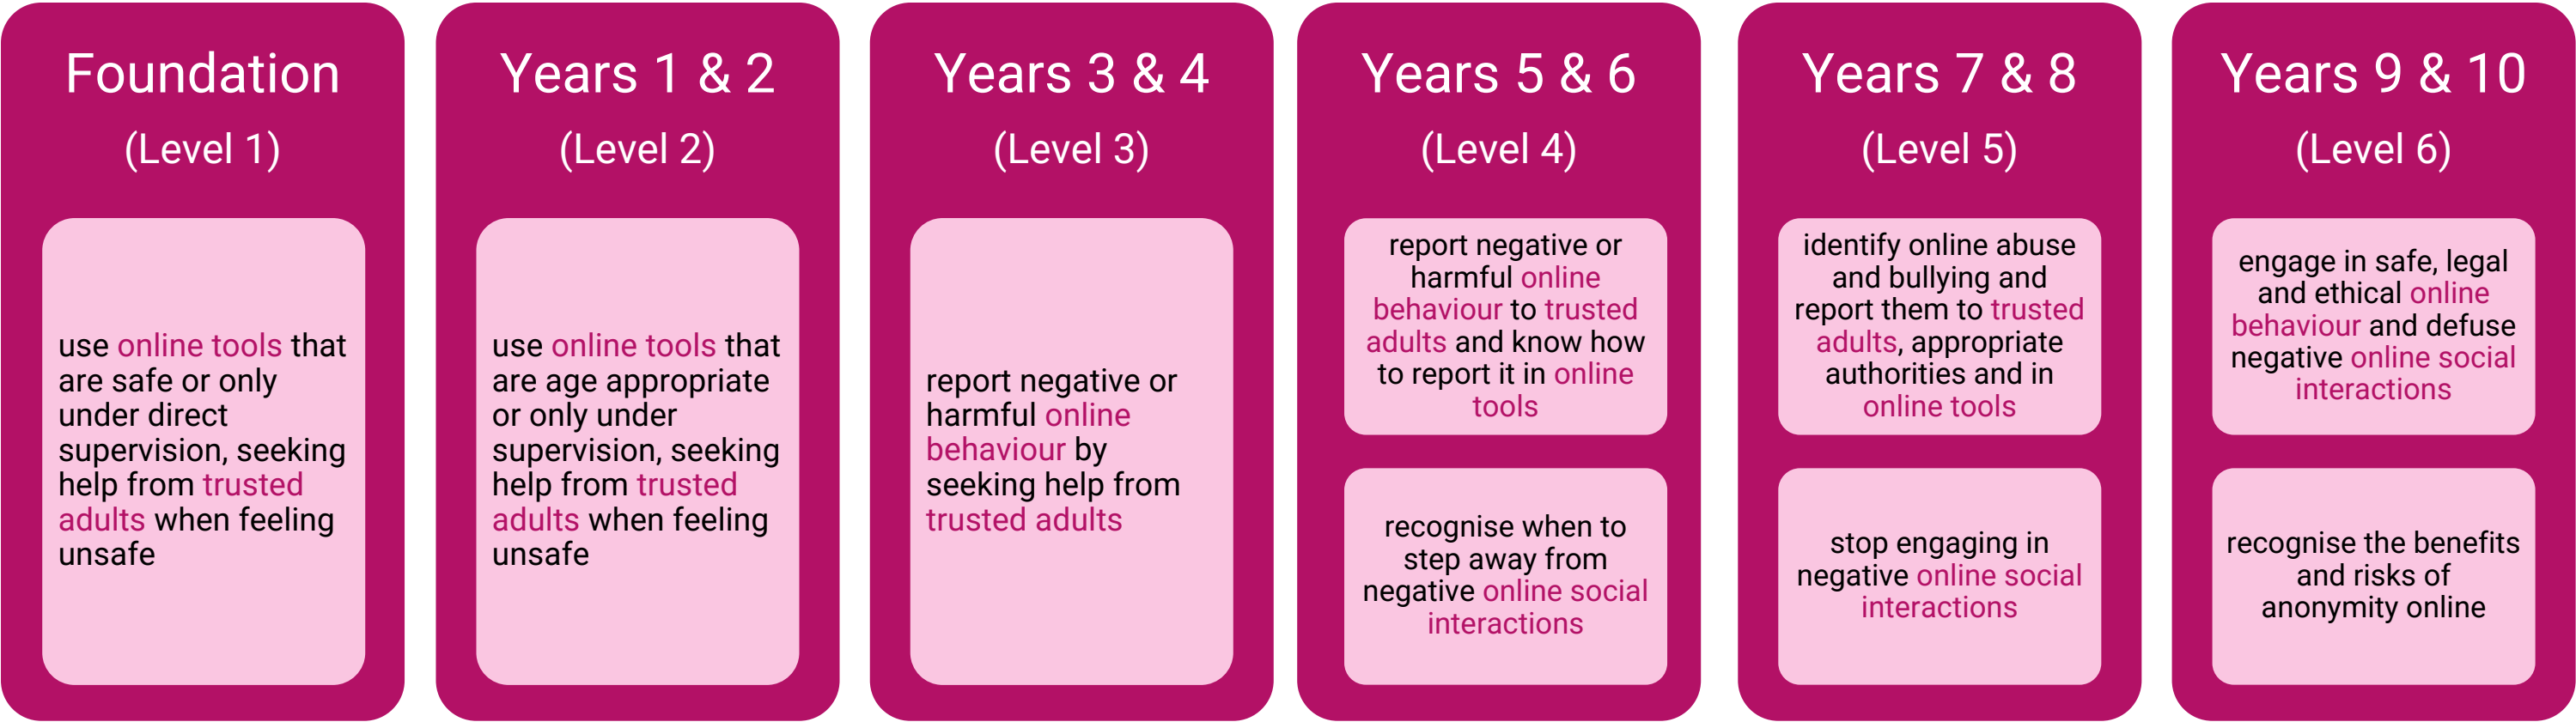 Foundation
(Level 1)
use online tools that
are safe or only
under direct
supervision, seeking
help from trusted
adults when feeling
unsafe
Years 1 & 2
(Level 2)
use online tools that
are age appropriate
or only under
supervision, seeking
help from trusted
adults when feeling
unsafe
Years 3 & 4
(Level 3)
report negative or
harmful online
behaviour by
seeking help from
trusted adults
Years 5 & 6
(Level 4)
report negative or
harmful online
behaviour to trusted
adults and know how
to report it in online
tools
recognise when to
step away from
negative online social
interactions
Years 7 & 8
(Level 5)
identify online abuse
and bullying and
report them to trusted
adults, appropriate
authorities and in
online tools
stop engaging in
negative online social
interactions
Years 9 & 10
(Level 6)
engage in safe, legal
and ethical online
behaviour and defuse
negative online social
interactions
recognise the benefits
and risks of
anonymity online